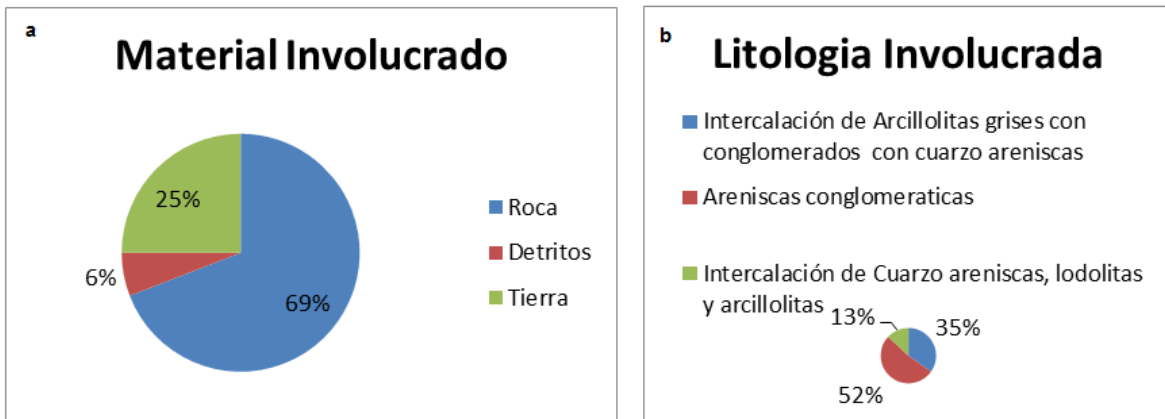 a
Material Involucrado
25%
6%
69%
Roca
Detritos
Tierra
b
Litologia Involucrada
Intercalación de Arcillolitas grises con
conglomerados con cuarzo areniscas
Areniscas conglomeraticas
Intercalación de Cuarzo areniscas, lodolitas
y arcillolitas
13%
35%
52%